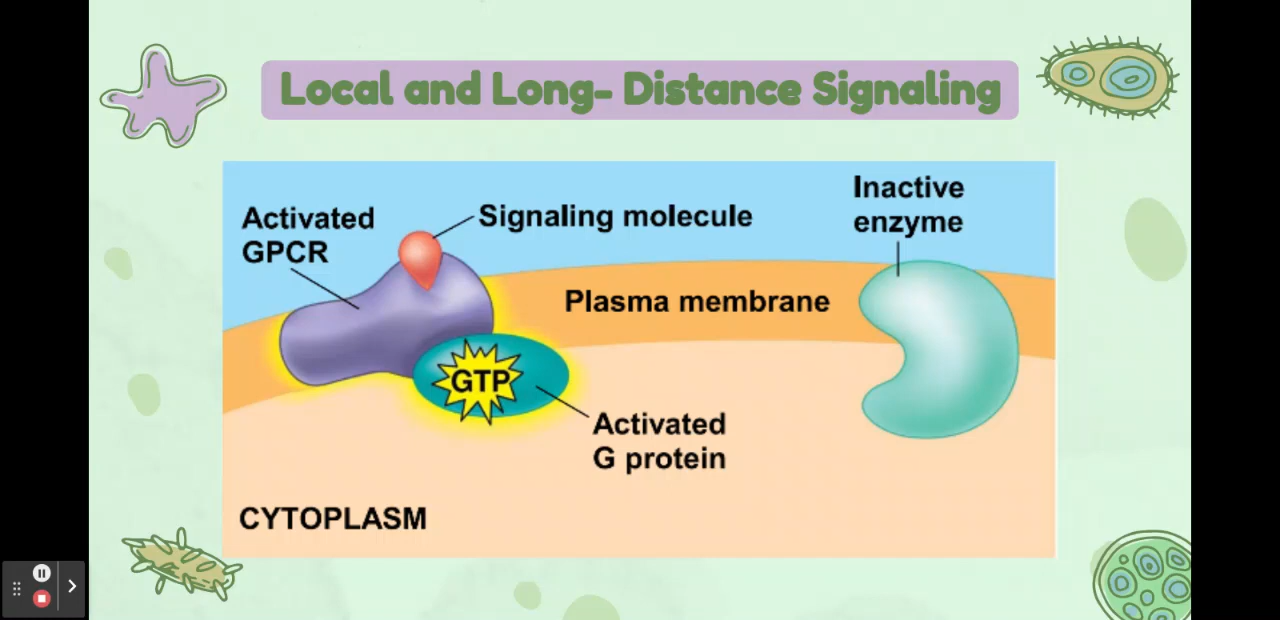 Local and Long- Distance Signaling
Activated
GPCR
Signaling molecule
Inactive
enzyme
Plasma membrane
GTP
Activated
G protein
CYTOPLASM